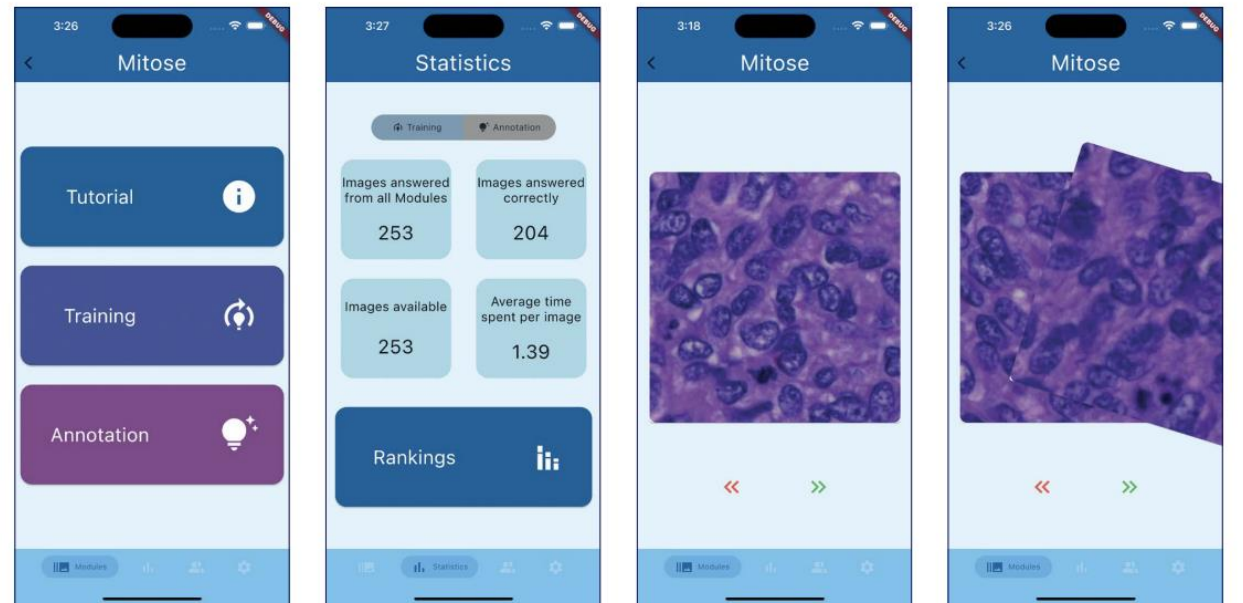 3:26
DEBUG
Mitose
Tutorial
Training
Annotation
Modules
3:27
DEBUG
Statistics
Training
Annotation
Images answered
from all Modules
253
Images answered
correctly
204
Images available
253
Average time
spent per image
1.39
Rankings
Statistics
3:18
DEBUG
Mitose
Modules
3:26
DEBUG
Mitose
Modules